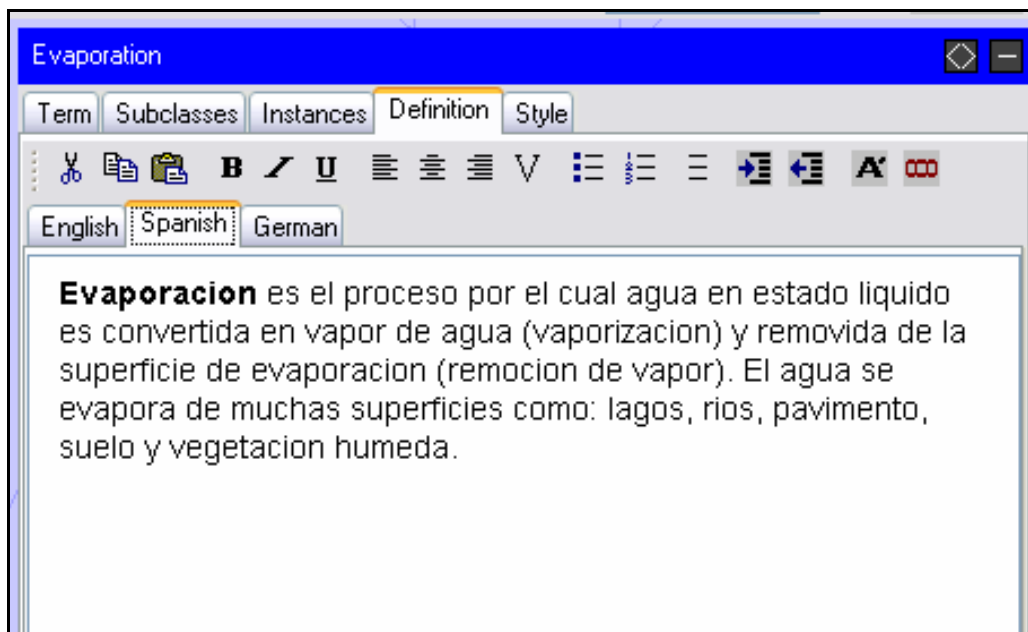 Evaporation
Term Subclasses Instances Definition Style
B I U
English Spanish German
Evaporacion es el proceso por el cual agua en estado liquido
es convertida en vapor de agua (vaporizacion) y removida de la
superficie de evaporacion (remocion de vapor). El agua se
evapora de muchas superficies como: lagos, rios, pavimento,
suelo y vegetacion humeda.